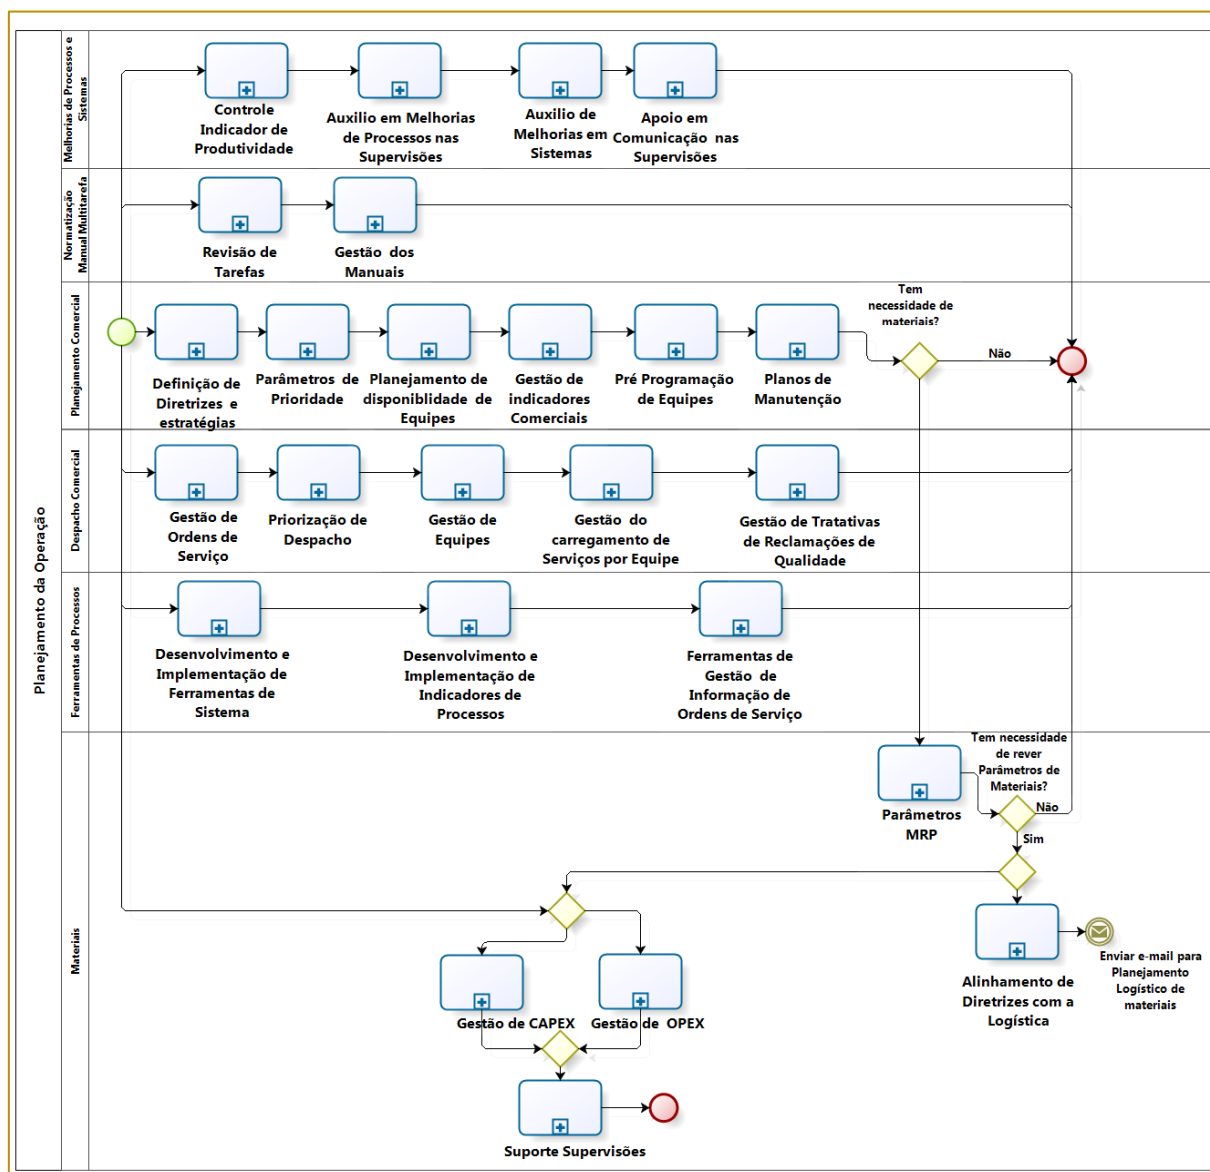 Planejamento da Operação
Melhorias de Processos e
Sistemas
Controle
Indicador de
Produtividade
Auxilio em Melhorias
de Processos nas
Supervisões
Auxilio de
Melhorias em
Sistemas
Apoio em
Comunicação nas
Supervisões
Normatização
Manual Multitarefa
Revisão de
Tarefas
Gestão dos
Manuais
Planejamento Comercial
Definição de
Diretrizes e
estratégias
Parâmetros de
Prioridade
Planejamento de
disponiblidade de
Equipes
Gestão de
indicadores
Comerciais
Pré Programação
de Equipes
Planos de
Manutenção
Tem
necessidade de
materiais?
Não
Despacho Comercial
Gestão de
Ordens de
Serviço
Priorização de
Despacho
Gestão de
Equipes
Gestão do
carregamento de
Serviços por Equipe
Gestão de Tratativas
de Reclamações de
Qualidade
Ferramentas de Processos
Desenvolvimento e
Implementação de
Ferramentas de
Sistema
Desenvolvimento e
Implementação de
Indicadores de
Processos
Ferramentas de
Gestão de
Informação de
Ordens de Serviço
Materiais
Parâmetros
MRP
Tem necessidade
de rever
Parâmetros de
Materiais?
Não
Sim
Alinhamento de
Diretrizes com a
Logística
Enviar e-mail para
Planejamento
Logístico de
materiais
Gestão de CAPEX
Gestão de OPEX
Suporte Supervisões